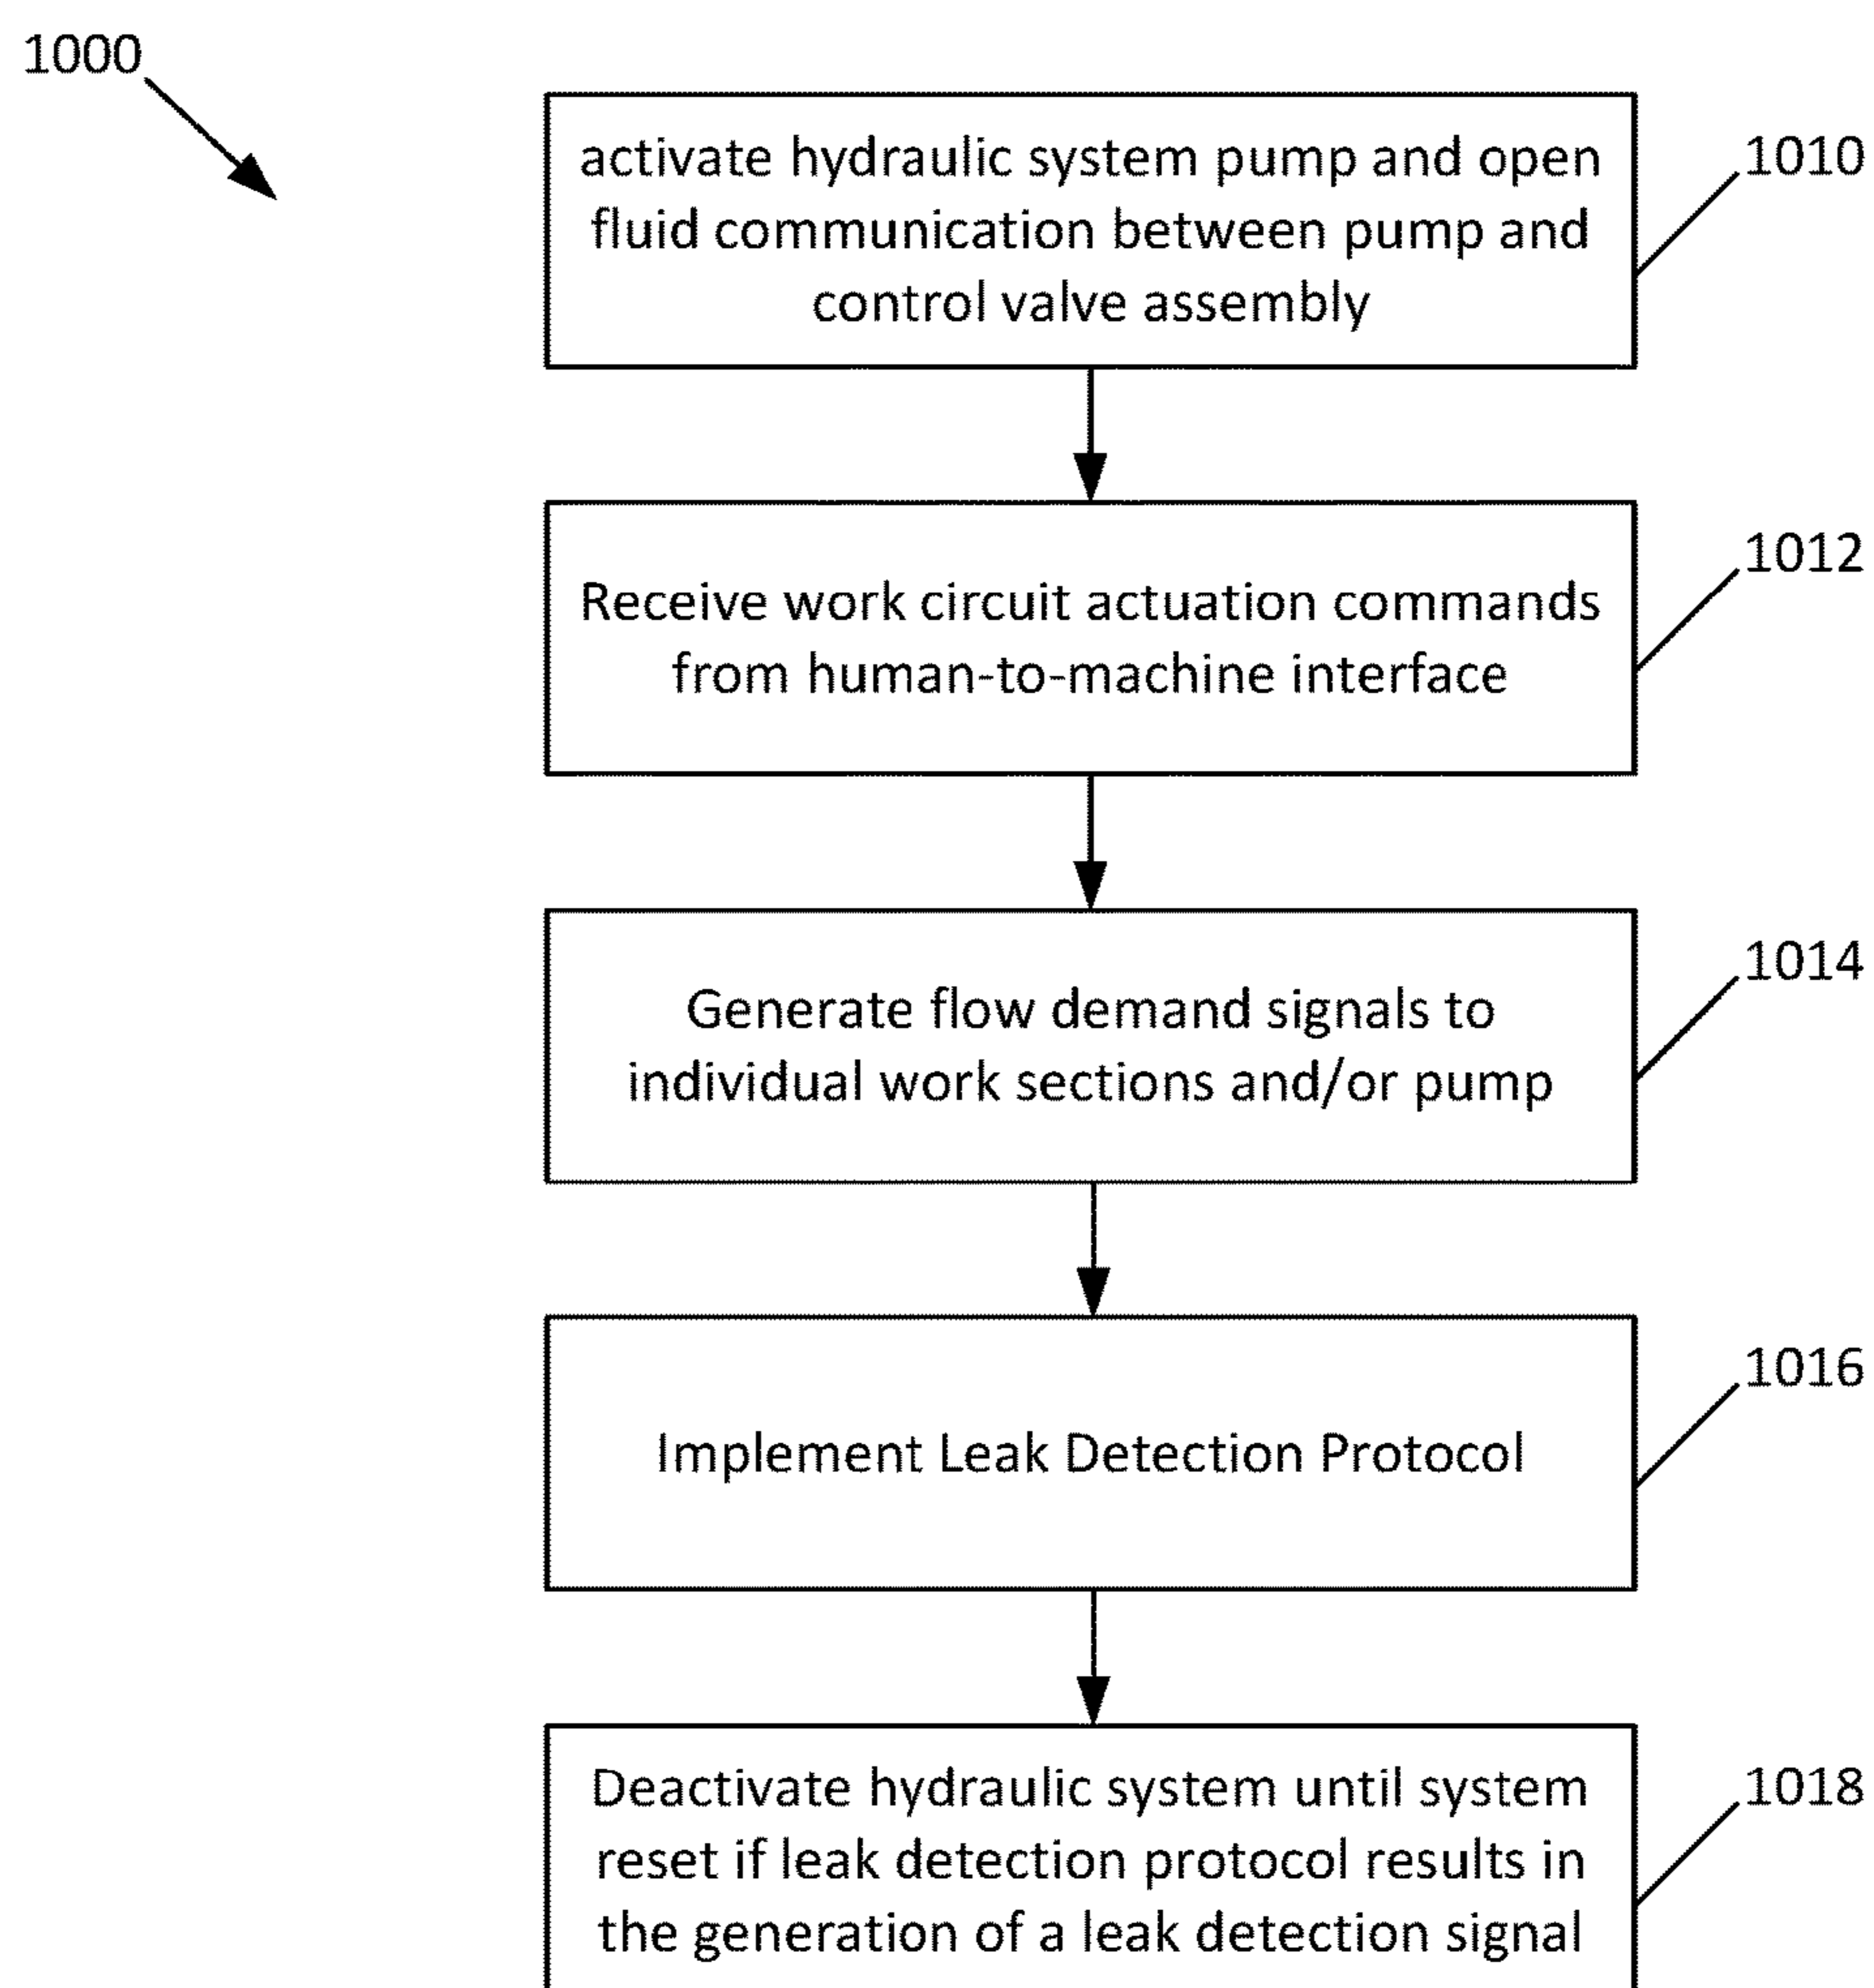 1000
activate hydraulic system pump and open
fluid communication between pump and
control valve assembly
1010
Receive work circuit actuation commands
from human-to-machine interface
1012
Generate flow demand signals to
individual work sections and/or pump
1014
Implement Leak Detection Protocol
1016
Deactivate hydraulic system until system
reset if leak detection protocol results in
the generation of a leak detection signal
1018